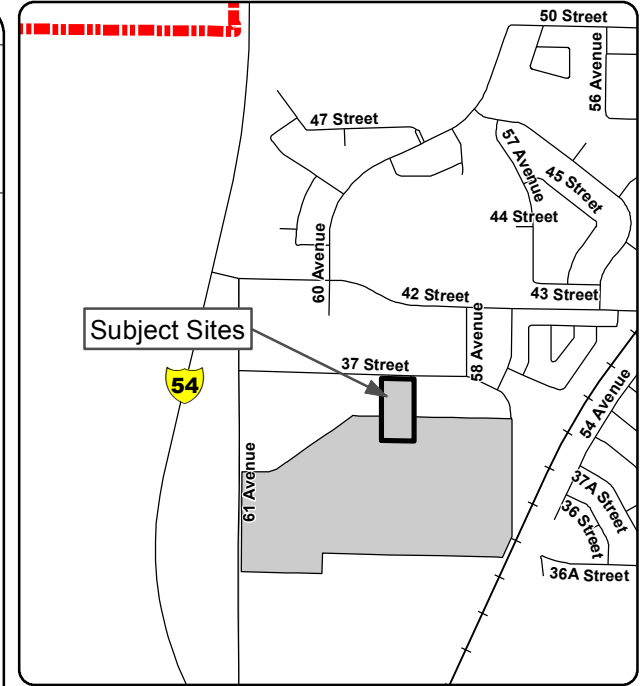 50 Street
56 Avenue
47 Street
57 Avenue
45 Street
44 Street
60 Avenue
42 Street
43 Street
Subject Sites
58 Avenue
37 Street
54
54 Avenue
61 Avenue
37A Street
36 Street
36A Street